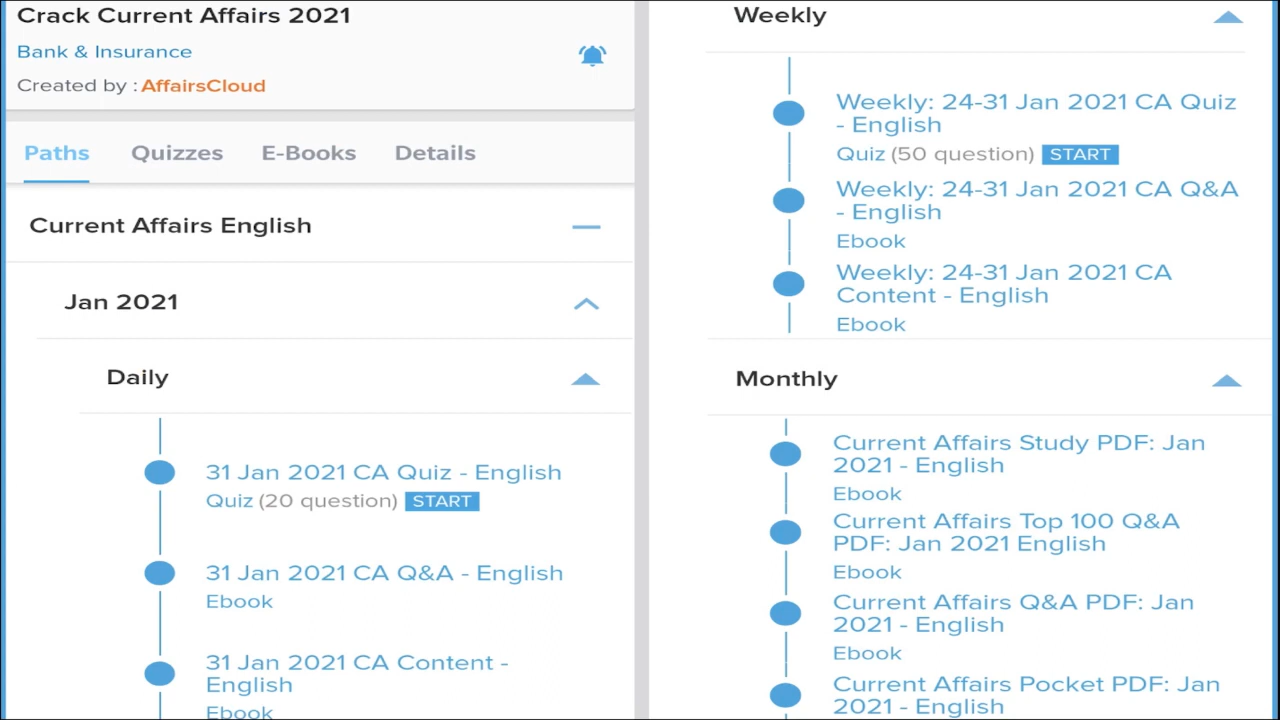 Crack Current Affairs 2021
Bank & Insurance
Created by : AffairsCloud
Paths Quizzes E-Books Details
Current Affairs English
Jan 2021
Daily
31 Jan 2021 CA Quiz - English
Quiz (20 question) START
31 Jan 2021 CA Q&A - English
Ebook
31 Jan 2021 CA Content -
English
Ebook
Weekly
Weekly: 24-31 Jan 2021 CA Quiz
- English
Quiz (50 question) START
Weekly: 24-31 Jan 2021 CA Q&A
- English
Ebook
Weekly: 24-31 Jan 2021 CA
Content - English
Ebook
Monthly
Current Affairs Study PDF: Jan
2021 - English
Ebook
Current Affairs Top 100 Q&A
PDF: Jan 2021 English
Ebook
Current Affairs Q&A PDF: Jan
2021 - English
Ebook
Current Affairs Pocket PDF: Jan
2021 - English